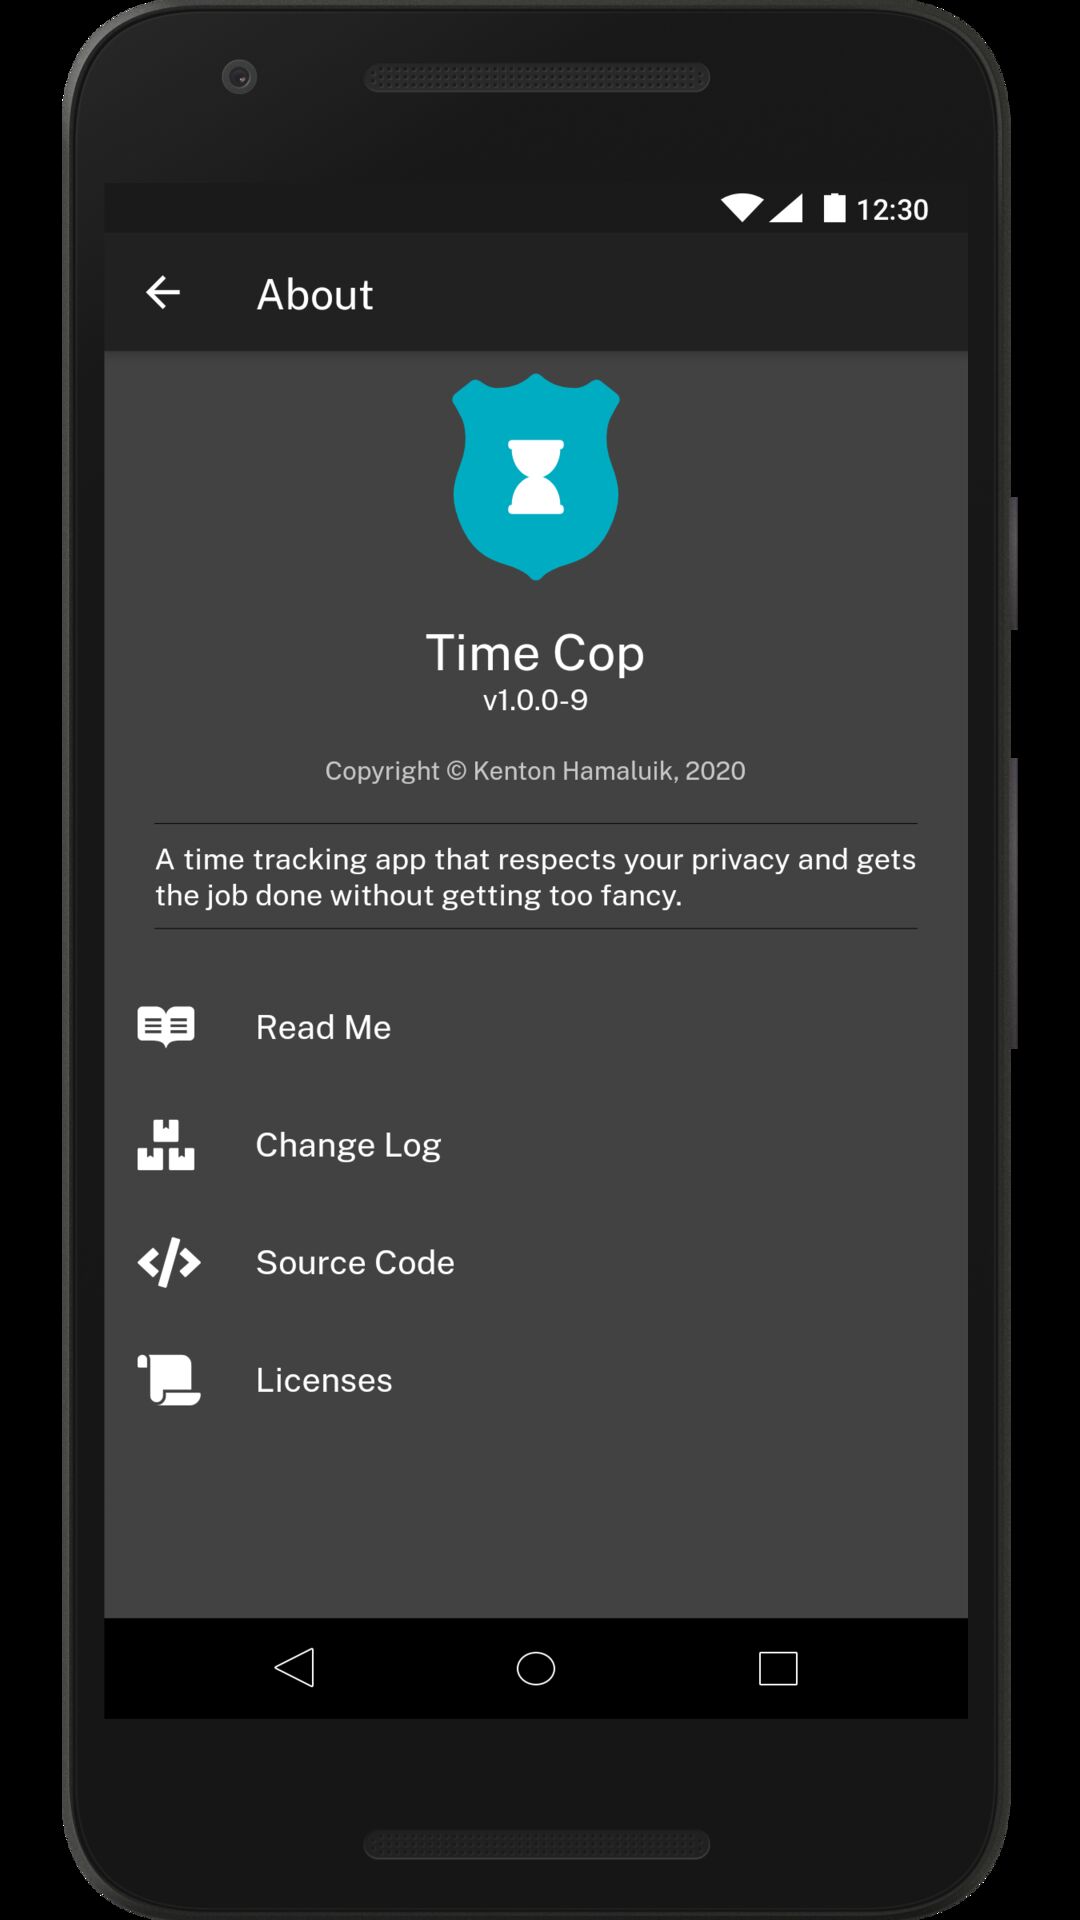 12:30
About
Time Cop
v1.0.0-9
Copyright © Kenton Hamaluik, 2020
A time tracking app that respects your privacy and gets
the job done without getting too fancy.
Read Me
Change Log
Source Code
Licenses